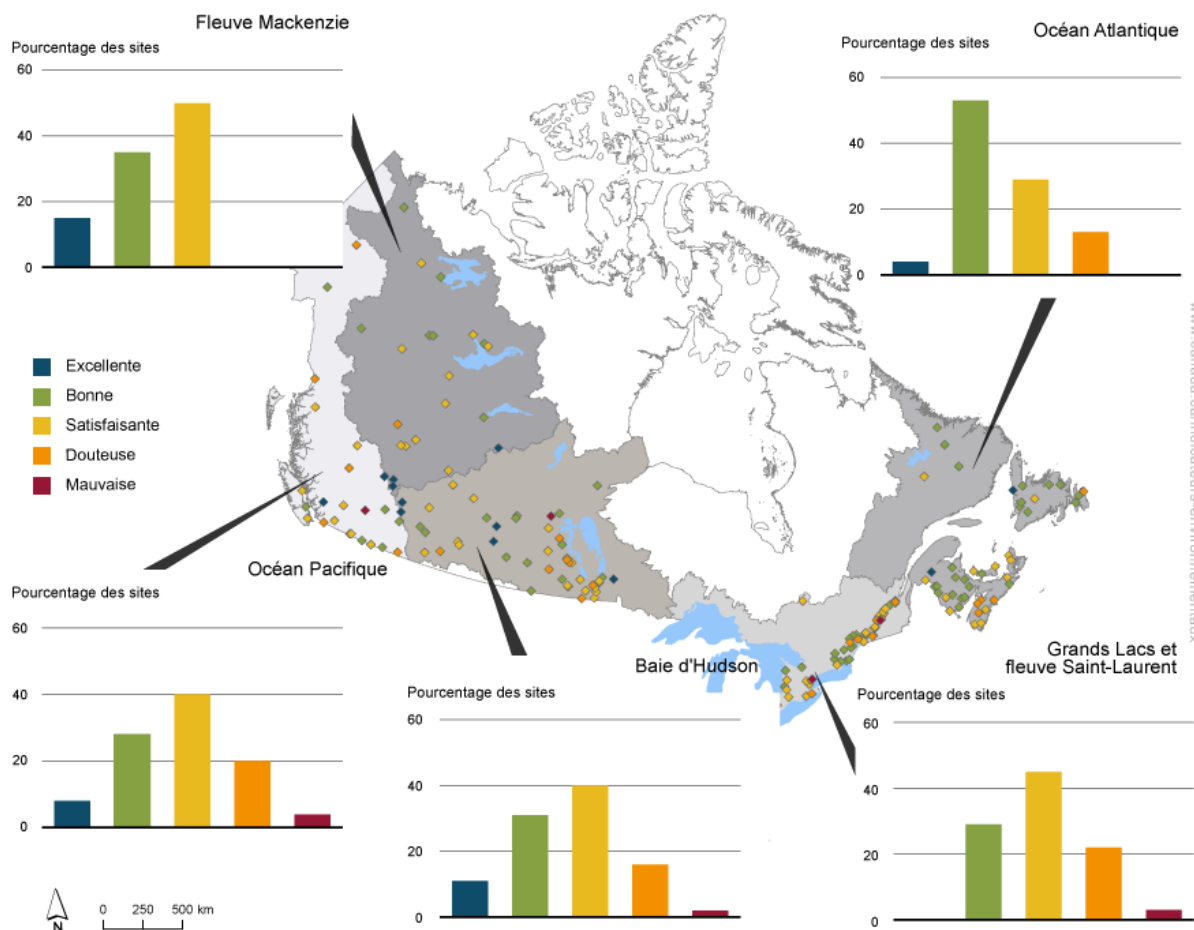 Fleuve Mackenzie
Pourcentage des sites
60
40
20
0
Océan Atlantique
Pourcentage des sites
60
40
20
0
Excellente
Bonne
Satisfaisante
Douteuse
Mauvaise
Océan Pacifique
Pourcentage des sites
60
40
20
0
Baie d'Hudson
Pourcentage des sites
60
40
20
0
Grands Lacs et
fleuve Saint-Laurent
Pourcentage des sites
60
40
20
0
N
0 250 500 km